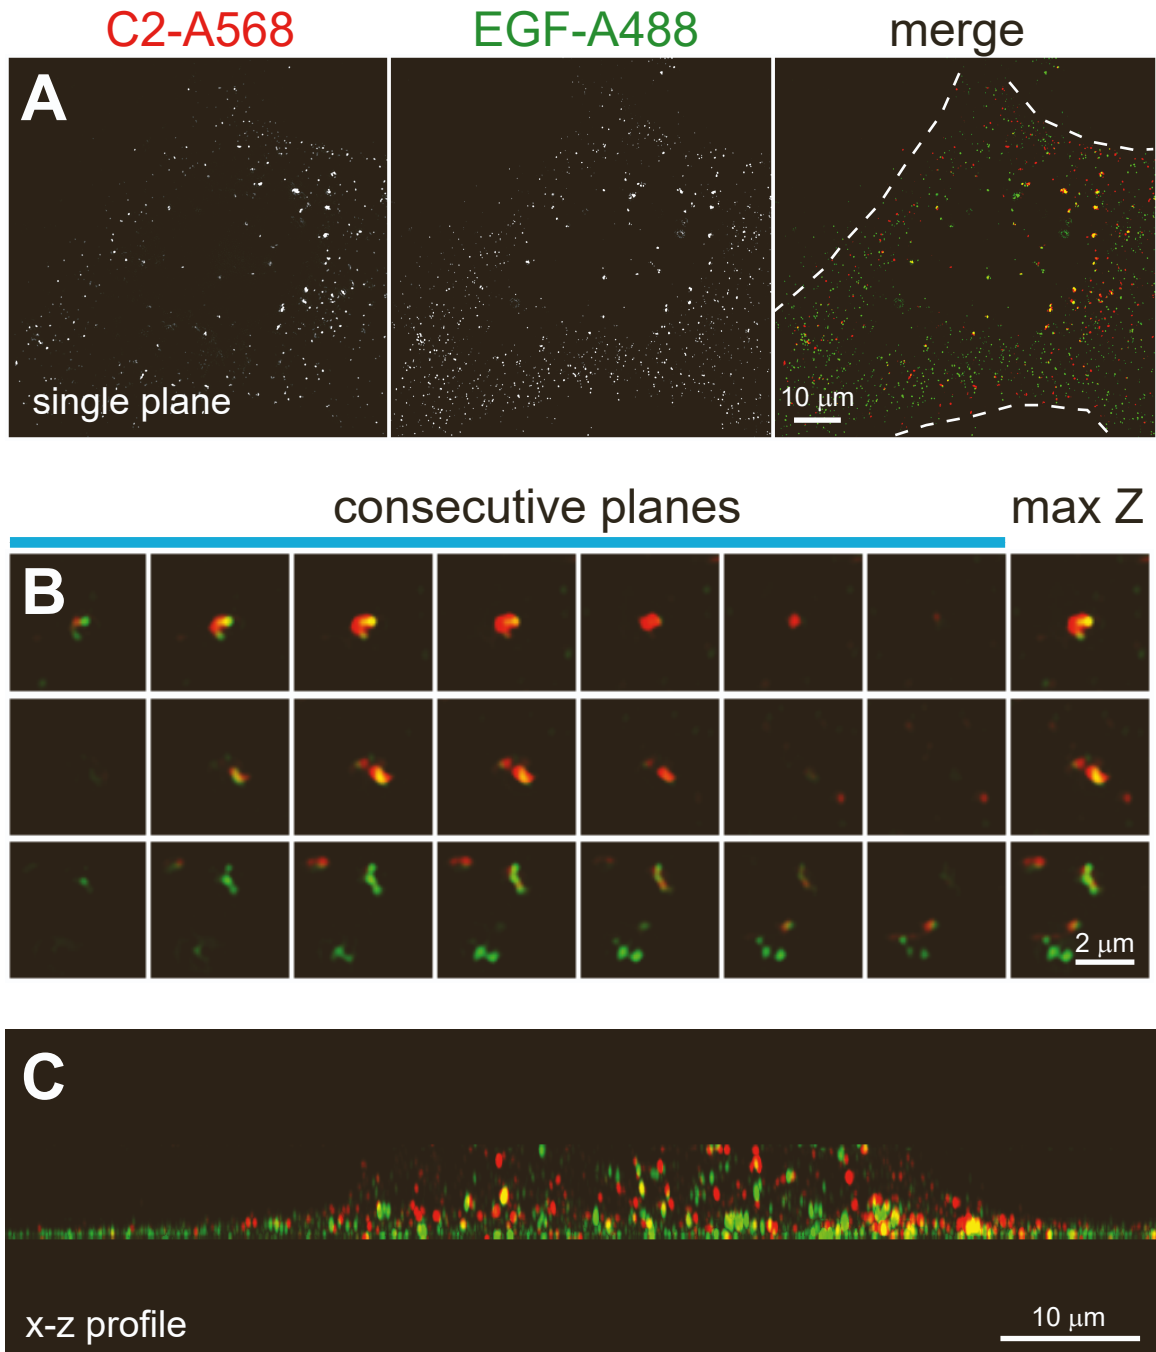 C2-A568 EGF-A488 merge
A
single plane
10 μm
consecutive planes max Z
B
2 μm
C
x-z profile
10 μm